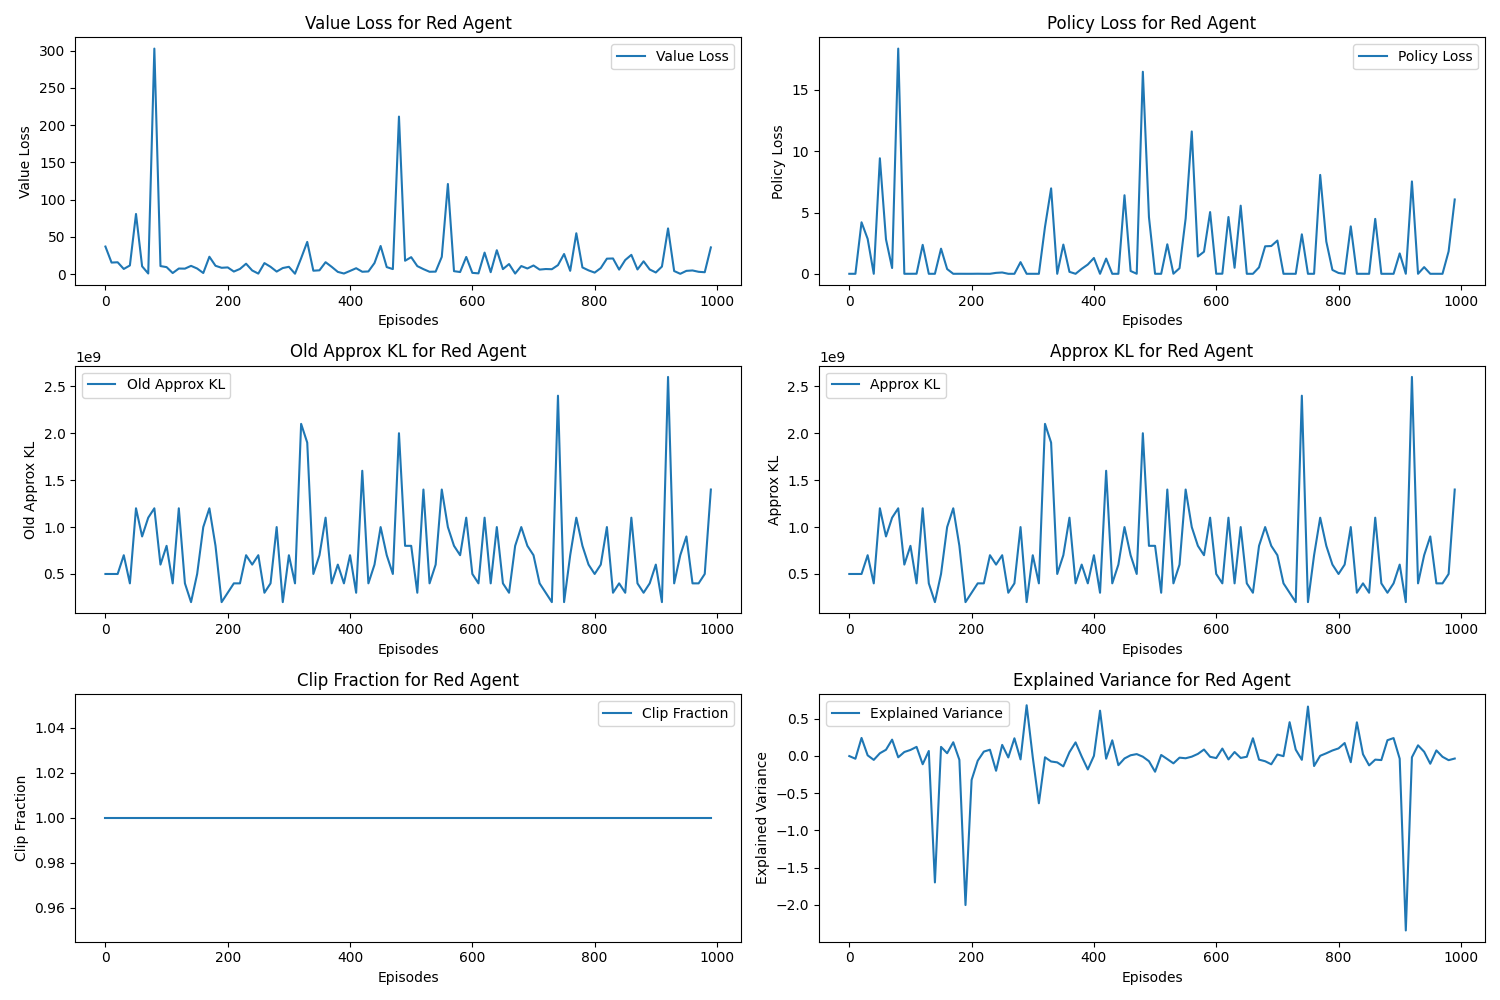 Value Loss for Red Agent
Value Loss
300
250
200
150
100
50
0
Value Loss
0 200 400 600 800 1000
Episodes
Policy Loss for Red Agent
Policy Loss
15
10
5
0
Policy Loss
0 200 400 600 800 1000
Episodes
Old Approx KL for Red Agent
1e9
Old Approx KL
2.5
2.0
1.5
1.0
0.5
Old Approx KL
0 200 400 600 800 1000
Episodes
Approx KL for Red Agent
1e9
Approx KL
2.5
2.0
1.5
1.0
0.5
Approx KL
0 200 400 600 800 1000
Episodes
Clip Fraction for Red Agent
Clip Fraction
1.04
1.02
1.00
0.98
0.96
Clip Fraction
0 200 400 600 800 1000
Episodes
Explained Variance for Red Agent
Explained Variance
0.5
0.0
−0.5
−1.0
−1.5
−2.0
Explained Variance
0 200 400 600 800 1000
Episodes